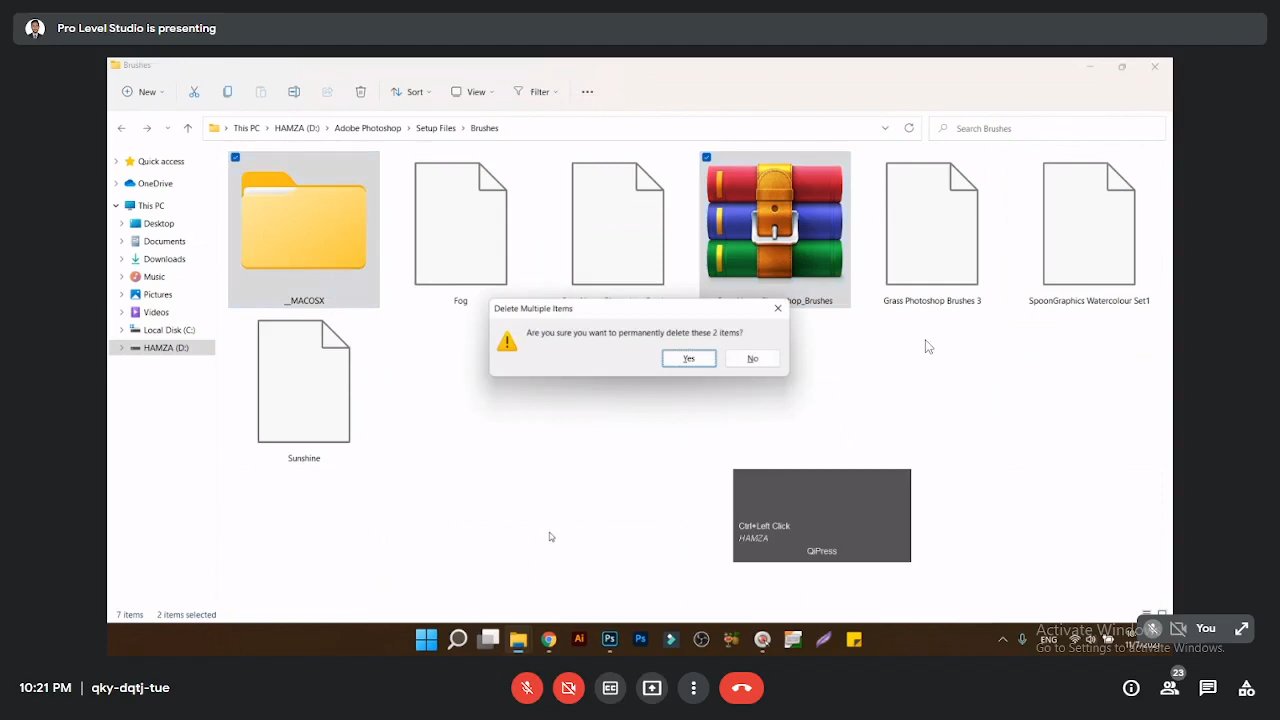 Pro Level Studio is presenting
Brushes
New
Sort
View
Filter
This PC
HAMZA (D:)
Adobe Photoshop
Setup Files
Brushes
Search Brushes
Quick access
OneDrive
This PC
Desktop
Documents
Downloads
Music
Pictures
Videos
Local Disk (C:)
HAMZA (D:)
__MACOSX
Fog
Grass Photoshop Brushes 3
SpoonGraphics Watercolour Set1
Sunshine
Delete Multiple Items
Are you sure you want to permanently delete these 2 items?
Yes
No
Ctrl+Left Click
HAMZA
QiPress
7 items
2 items selected
Ai
Ps
Ps
ENG
Activate
Go to Settings to activate Windows.
You
10:21 PM
qky-dqtj-tue
23